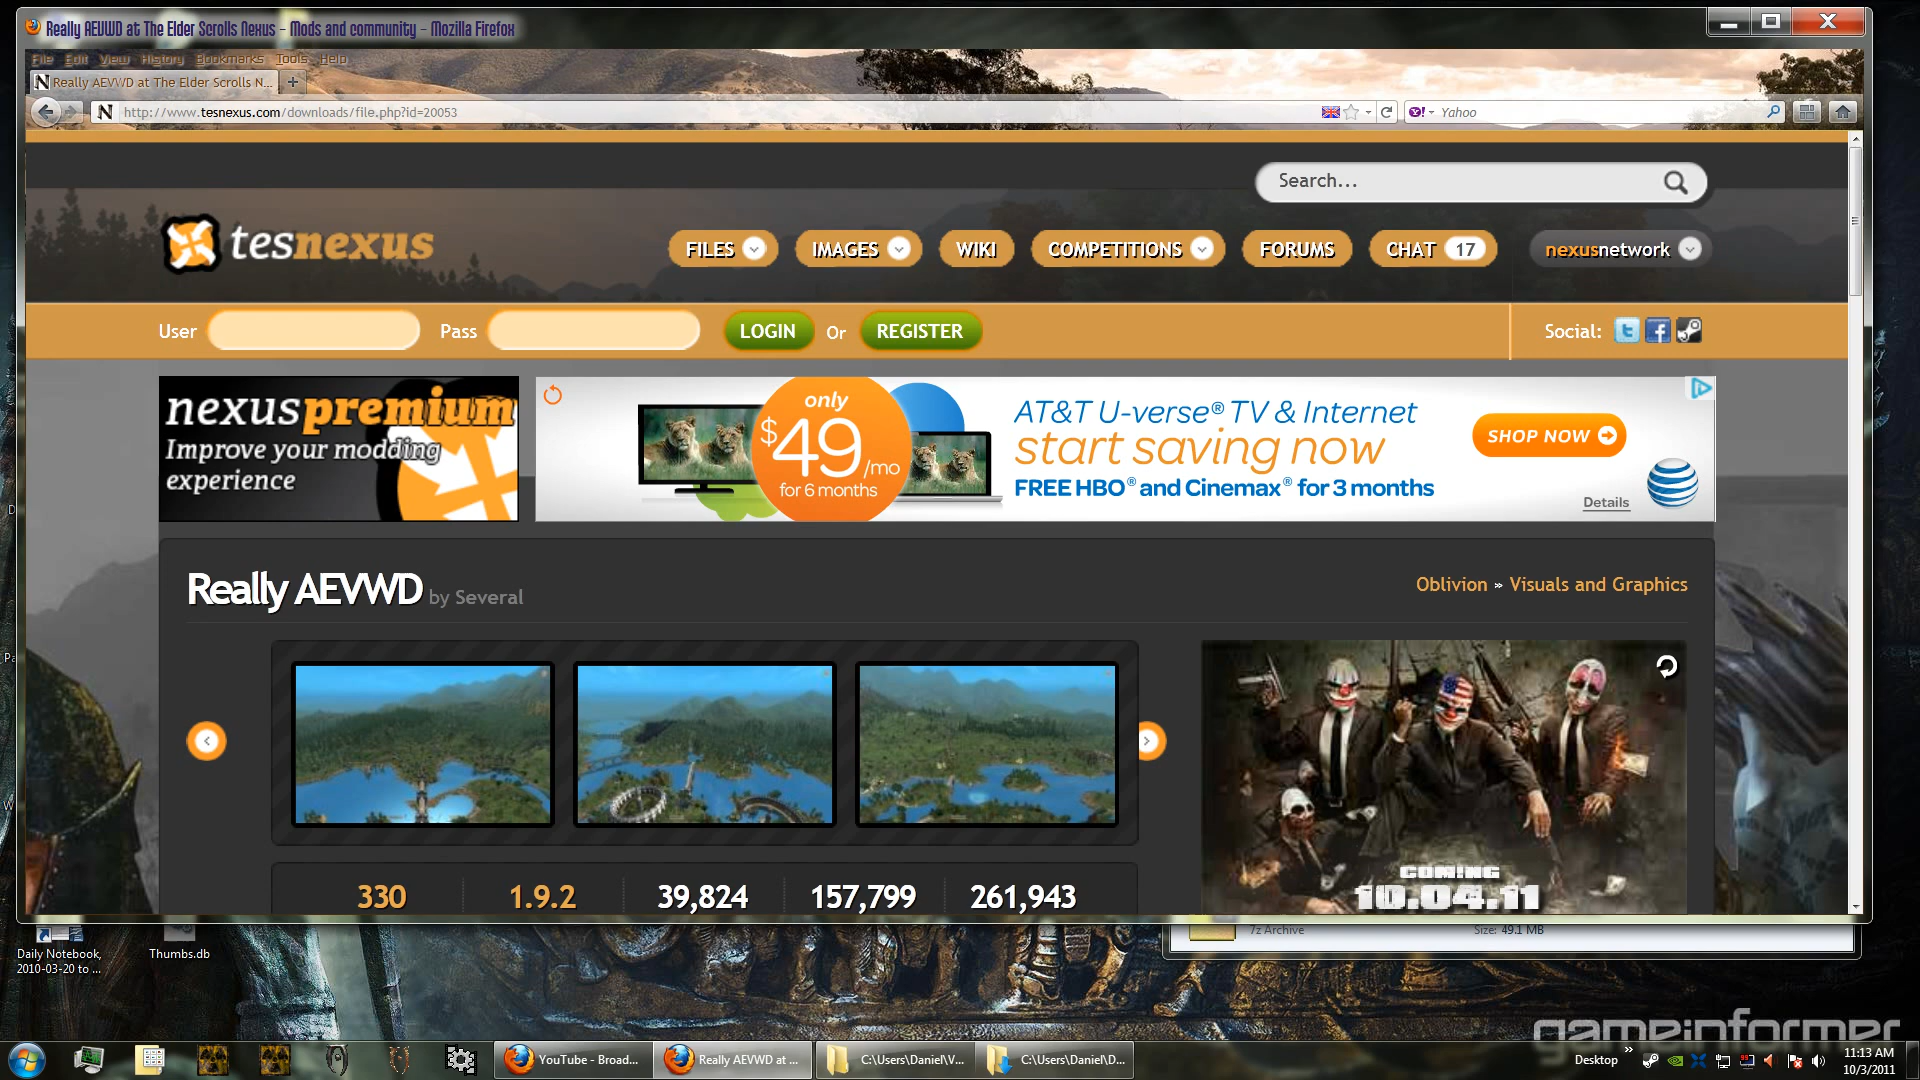 Really AEVWD at The Elder Scrolls Nexus - Mods and community - Mozilla Firefox
File Edit View History Bookmarks Tools Help
Really AEVWD at The Elder Scrolls N...
http://www.tesnexus.com/downloads/file.php?id=20053
Yahoo
Search...
tesnexus
FILES IMAGES WIKI COMPETITIONS FORUMS CHAT 17 nexusnetwork
User Pass LOGIN Or REGISTER Social:
nexuspremium
Improve your modding
experience
only
$49/mo
for 6 months
AT&T U-verse® TV & Internet
start saving now
FREE HBO® and Cinemax® for 3 months
SHOP NOW
Details
Really AEVWD by Several
Oblivion » Visuals and Graphics
COMING
10.04.11
330 1.9.2 39,824 157,799 261,943
7z Archive Size: 49.1 MB
Daily Notebook,
2010-03-20 to ...
Thumbs.db
gameinformer
YouTube - Broad...
Really AEVWD at ...
C:\Users\Daniel\V...
C:\Users\Daniel\D...
Desktop
11:13 AM
10/3/2011